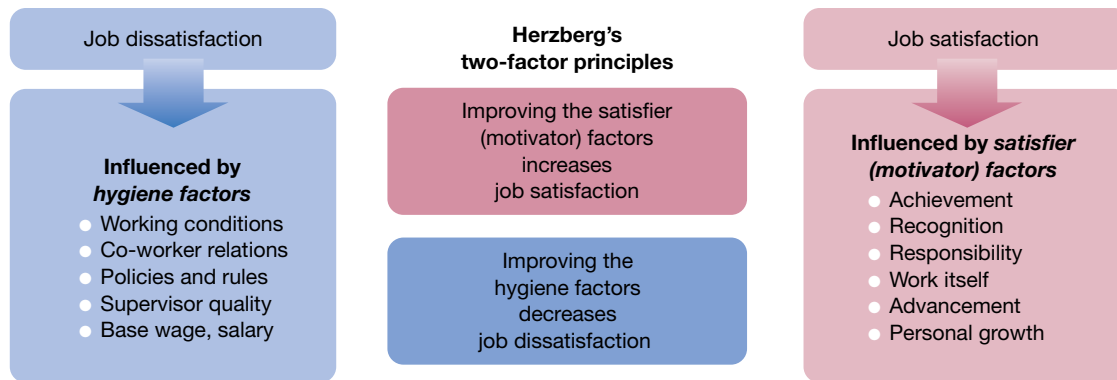 Job dissatisfaction
Influenced by
hygiene factors
Working conditions
Co-worker relations
Policies and rules
Supervisor quality
Base wage, salary
Herzberg’s
two-factor principles
Improving the satisfier
(motivator) factors
increases
job satisfaction
Improving the
hygiene factors
decreases
job dissatisfaction
Job satisfaction
Influenced by satisfier
(motivator) factors
Achievement
Recognition
Responsibility
Work itself
Advancement
Personal growth